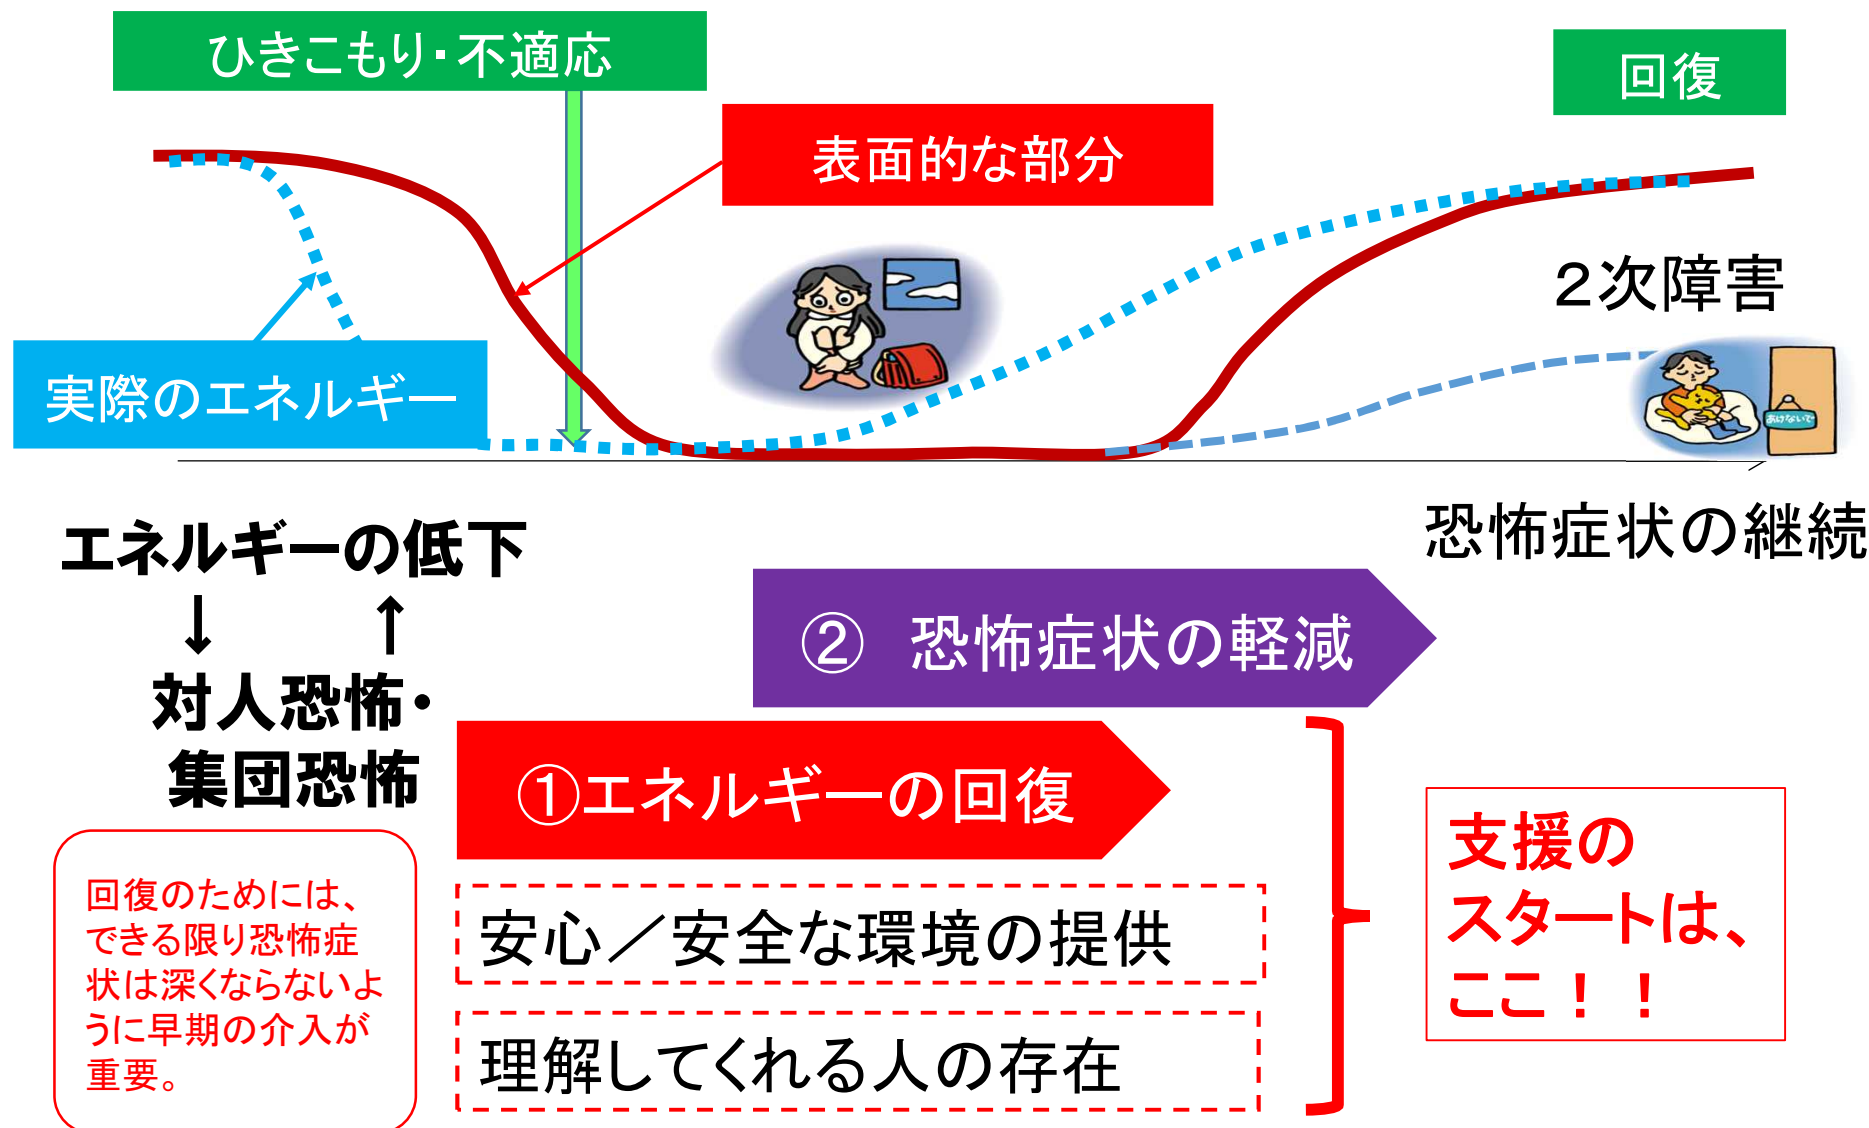 ひきこもり・不適応
回復
表面的な部分
2次障害
実際のエネルギー
あけないで
恐怖症状の継続
エネルギーの低下
↓ ↑
対人恐怖・
集団恐怖
② 恐怖症状の軽減
①エネルギーの回復
安心／安全な環境の提供
理解してくれる人の存在
回復のためには、
できる限り恐怖症
状は深くならないよ
うに早期の介入が
重要。
支援の
スタートは、
ここ！！